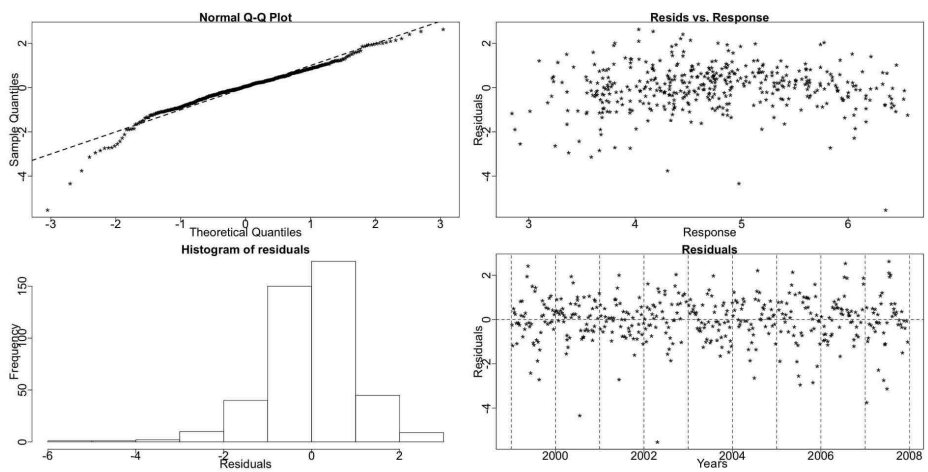 Normal Q-Q Plot
Sample Quantiles
2
0
-2
-4
-3 -2 -1 0 1 2 3
Theoretical Quantiles
Resids vs. Response
Residuals
2
0
-2
-4
3 4 5 6
Response
Histogram of residuals
Frequency
150
100
50
0
-6 -4 -2 0 2
Residuals
Residuals
Residuals
2
0
-2
-4
2000 2002 2004 2006 2008
Years